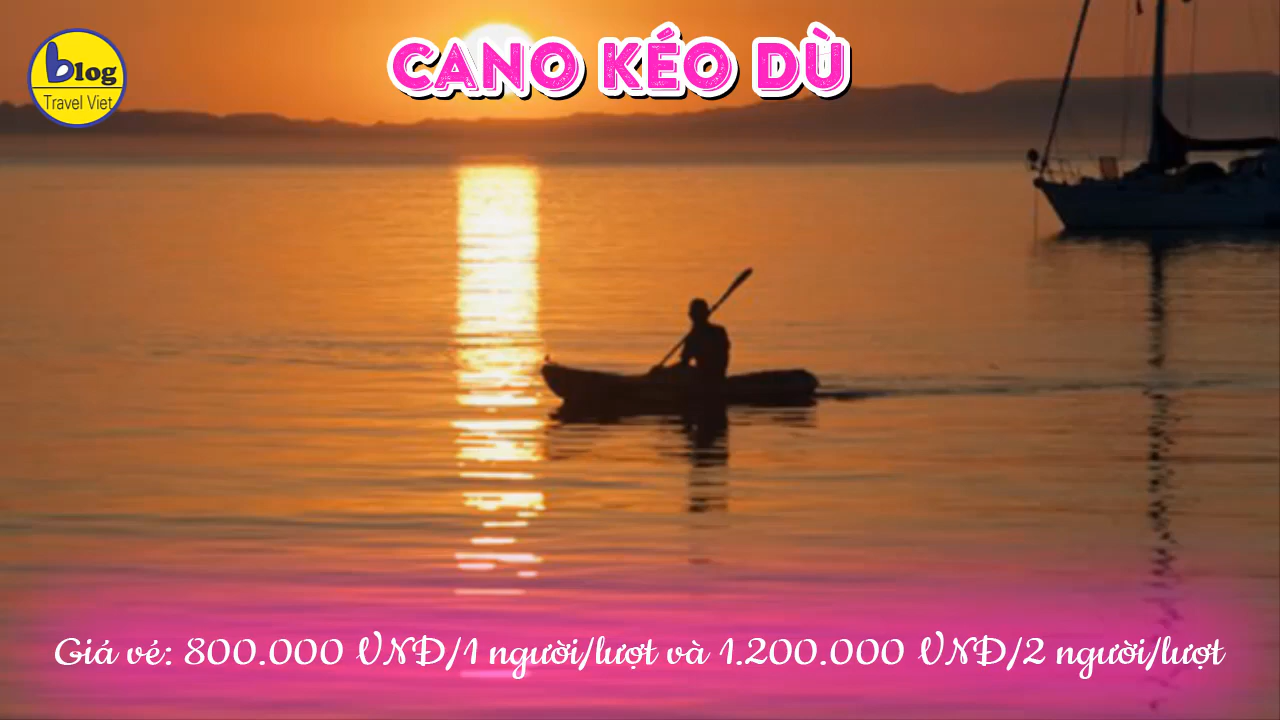 CANO KÉO DÙ
blog
Travel Viet
Giá vé: 800.000 VNĐ/1 người/lượt và 1.200.000 VNĐ/2 người/lượt